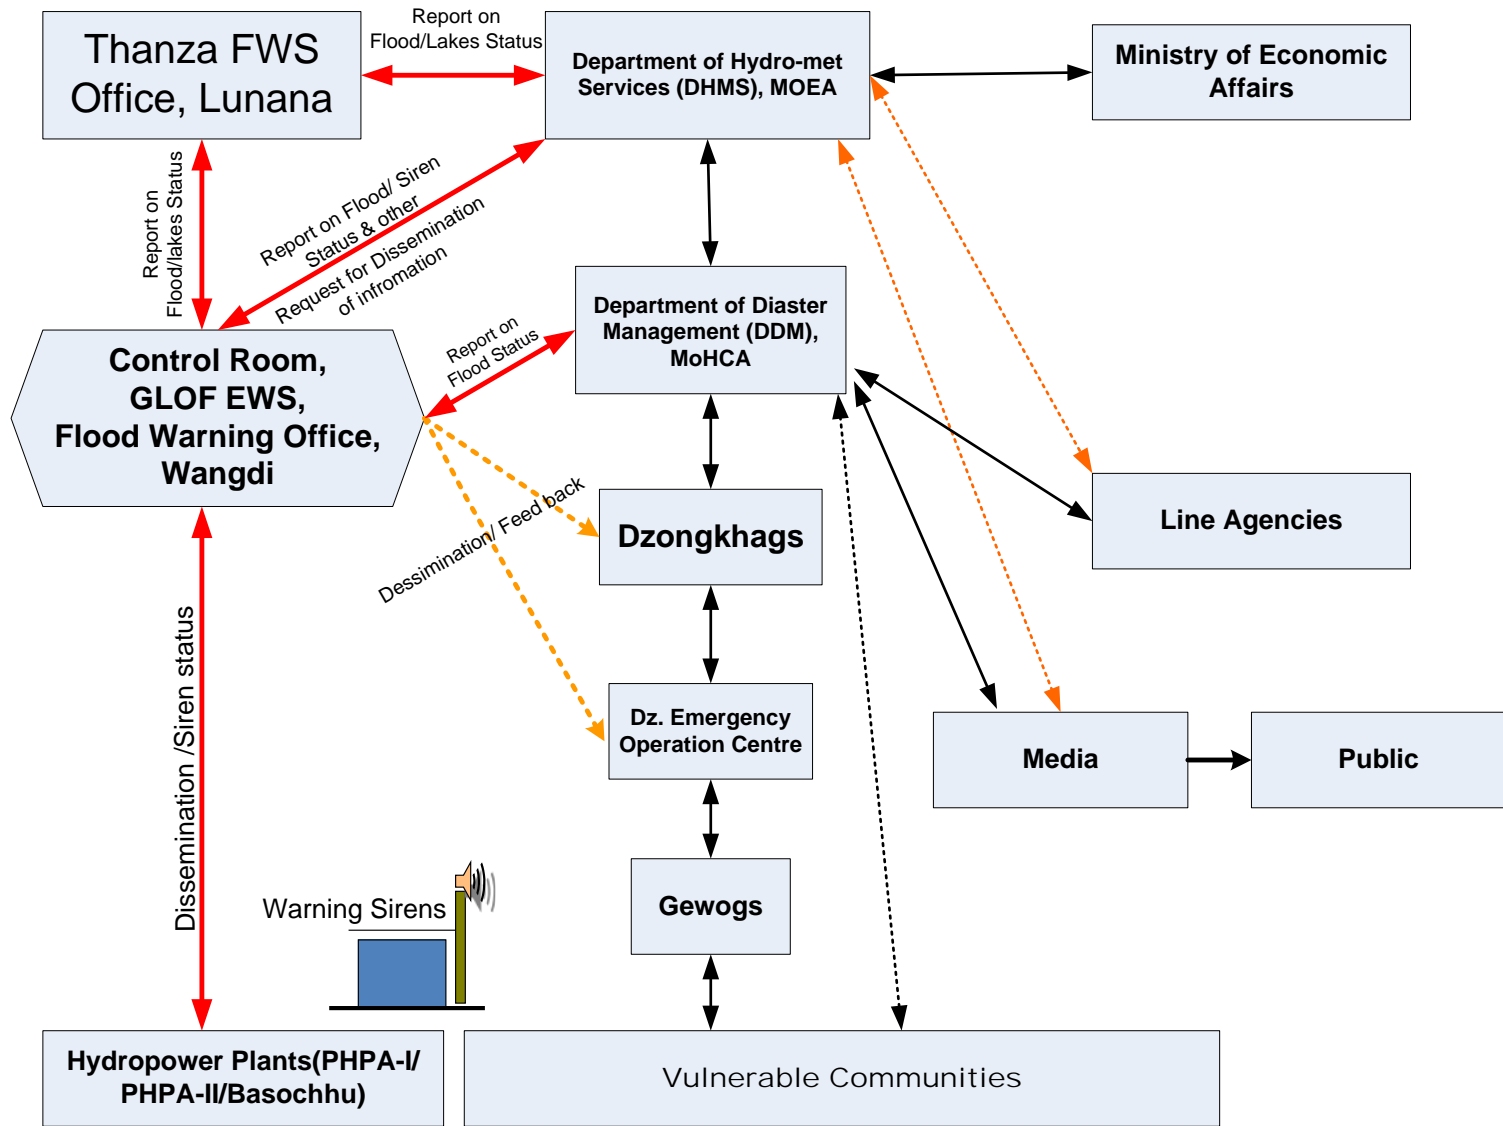 Thanza FWS
Office, Lunana
Report on
Flood/Lakes Status
Department of Hydro-met
Services (DHMS), MOEA
Ministry of Economic
Affairs
Report on
Flood/lakes Status
Report on Flood/ Siren
Status & other
Request for Dissemination
of infromation
Control Room,
GLOF EWS,
Flood Warning Office,
Wangdi
Report on
Flood Status
Department of Diaster
Management (DDM),
MoHCA
Dessimination/ Feed back
Dzongkhags
Line Agencies
Dissemination /Siren status
Dz. Emergency
Operation Centre
Media
Public
Warning Sirens
Gewogs
Hydropower Plants(PHPA-I/
PHPA-II/Basochhu)
Vulnerable Communities